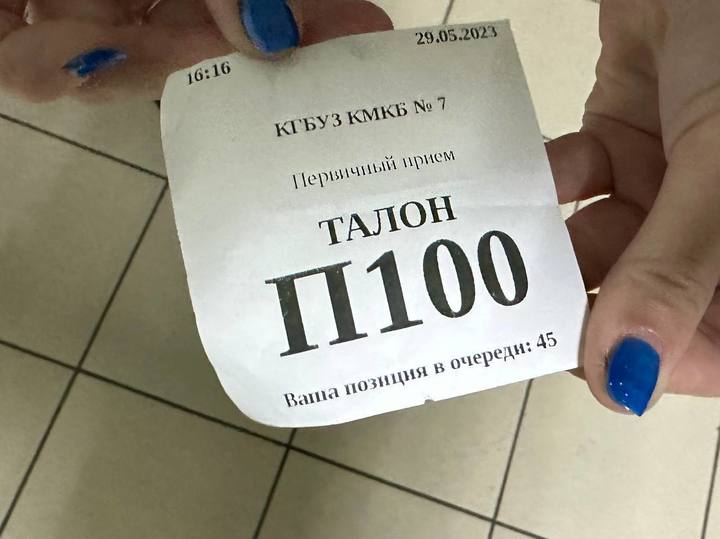 16:16 29.05.2023
КГБУЗ КМКБ № 7
Первичный прием
ТАЛОН
П100
Ваша позиция в очереди: 45